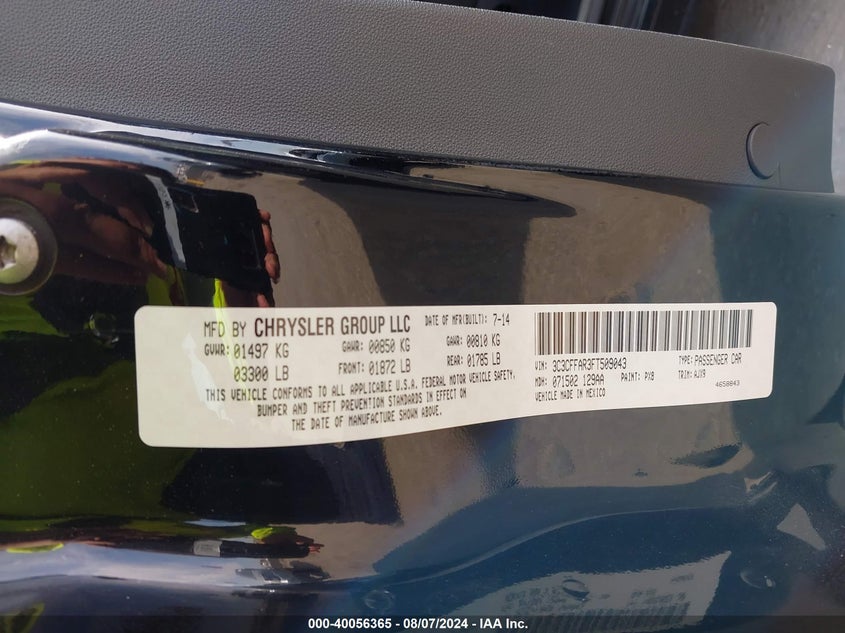 MFD BY CHRYSLER GROUP LLC DATE OF MFR(BUILT): 7-14
GVWR: 01497 KG GAWR: 00850 KG GAWR: 00810 KG
03300 LB FRONT: 01872 LB REAR: 01785 LB
THIS VEHICLE CONFORMS TO ALL APPLICABLE U.S.A. FEDERAL MOTOR VEHICLE SAFETY,
BUMPER AND THEFT PREVENTION STANDARDS IN EFFECT ON
THE DATE OF MANUFACTURE SHOWN ABOVE.
VIN: 3C3CFFAR3FT509043 TYPE: PASSENGER CAR
MDH: 071502 129AA PAINT: PX8 TRIM: AJV9
VEHICLE MADE IN MEXICO 4658843
000-40056365 - 08/07/2024 - IAA Inc.